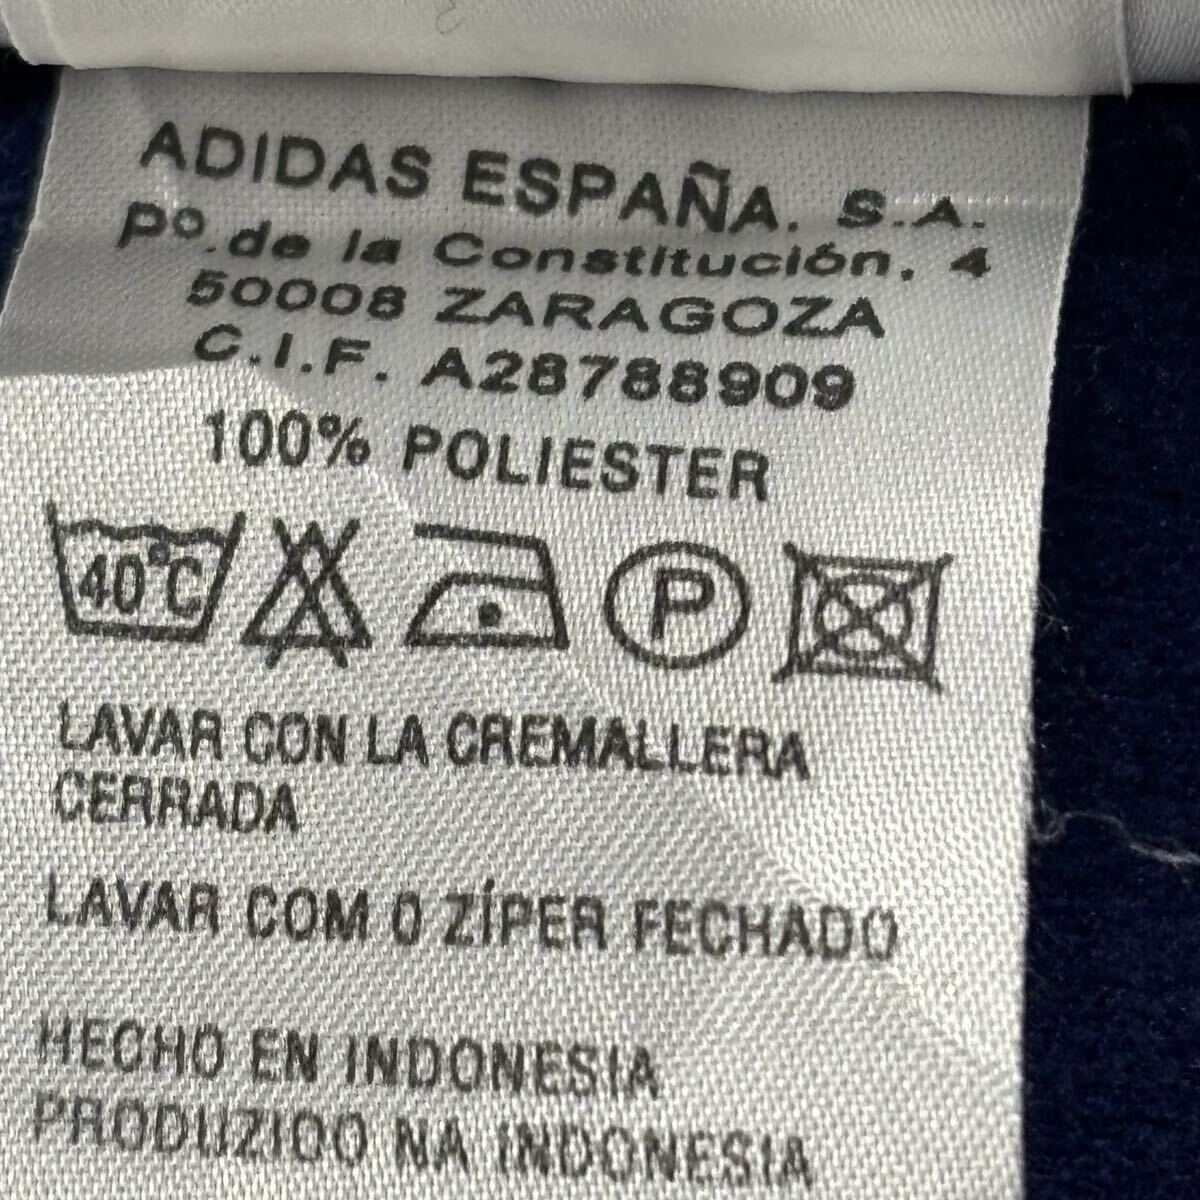 ADIDAS ESPAÑA, S.A.
Pº. de la Constitución, 4
50008 ZARAGOZA
C.I.F. A28788909
100% POLIESTER
40°C P
LAVAR CON LA CREMALLERA
CERRADA
LAVAR COM O ZÍPER FECHADO
HECHO EN INDONESIA
PRODUZIDO NA INDONESIA